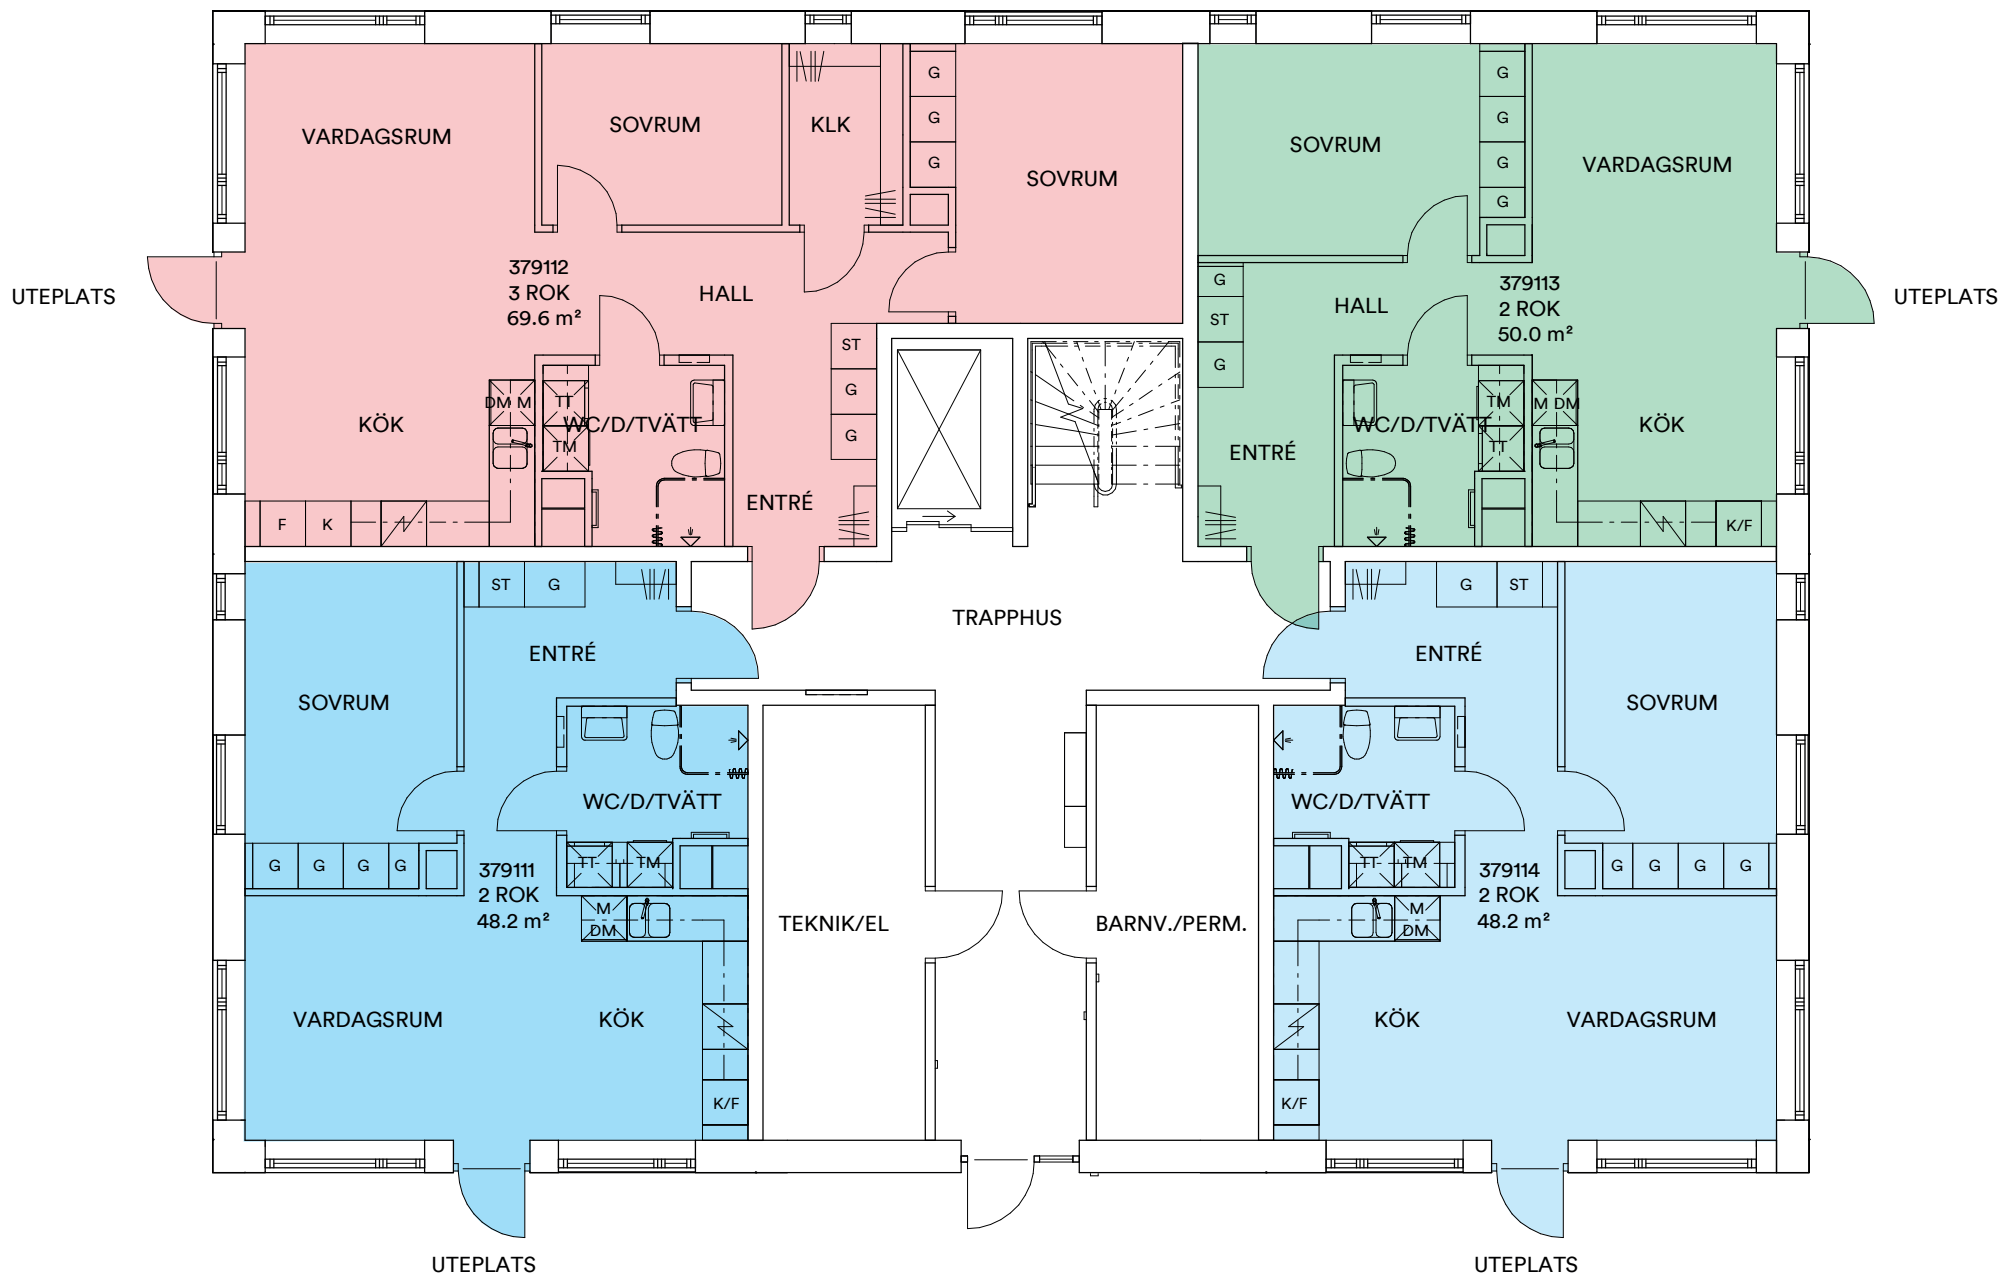 VARDAGSRUM
SOVRUM
KLK
G
G
G
SOVRUM
379112
3 ROK
69.6 m²
HALL
UTEPLATS
ST
G
G
KÖK
DM M
TT
WC/D/TVÄTT
TM
ENTRÉ
F
K
SOVRUM
G
G
G
G
VARDAGSRUM
379113
2 ROK
50.0 m²
HALL
UTEPLATS
G
ST
G
ENTRÉ
WC/D/TVÄTT
TM
TT
M DM
KÖK
K/F
TRAPPHUS
ST
G
ENTRÉ
SOVRUM
WC/D/TVÄTT
G
G
G
G
379111
2 ROK
48.2 m²
TT
TM
M
DM
VARDAGSRUM
KÖK
K/F
UTEPLATS
TEKNIK/EL
BARNV./PERM.
G
ST
ENTRÉ
SOVRUM
WC/D/TVÄTT
TT
TM
379114
2 ROK
48.2 m²
G
G
G
G
M
DM
KÖK
VARDAGSRUM
K/F
UTEPLATS